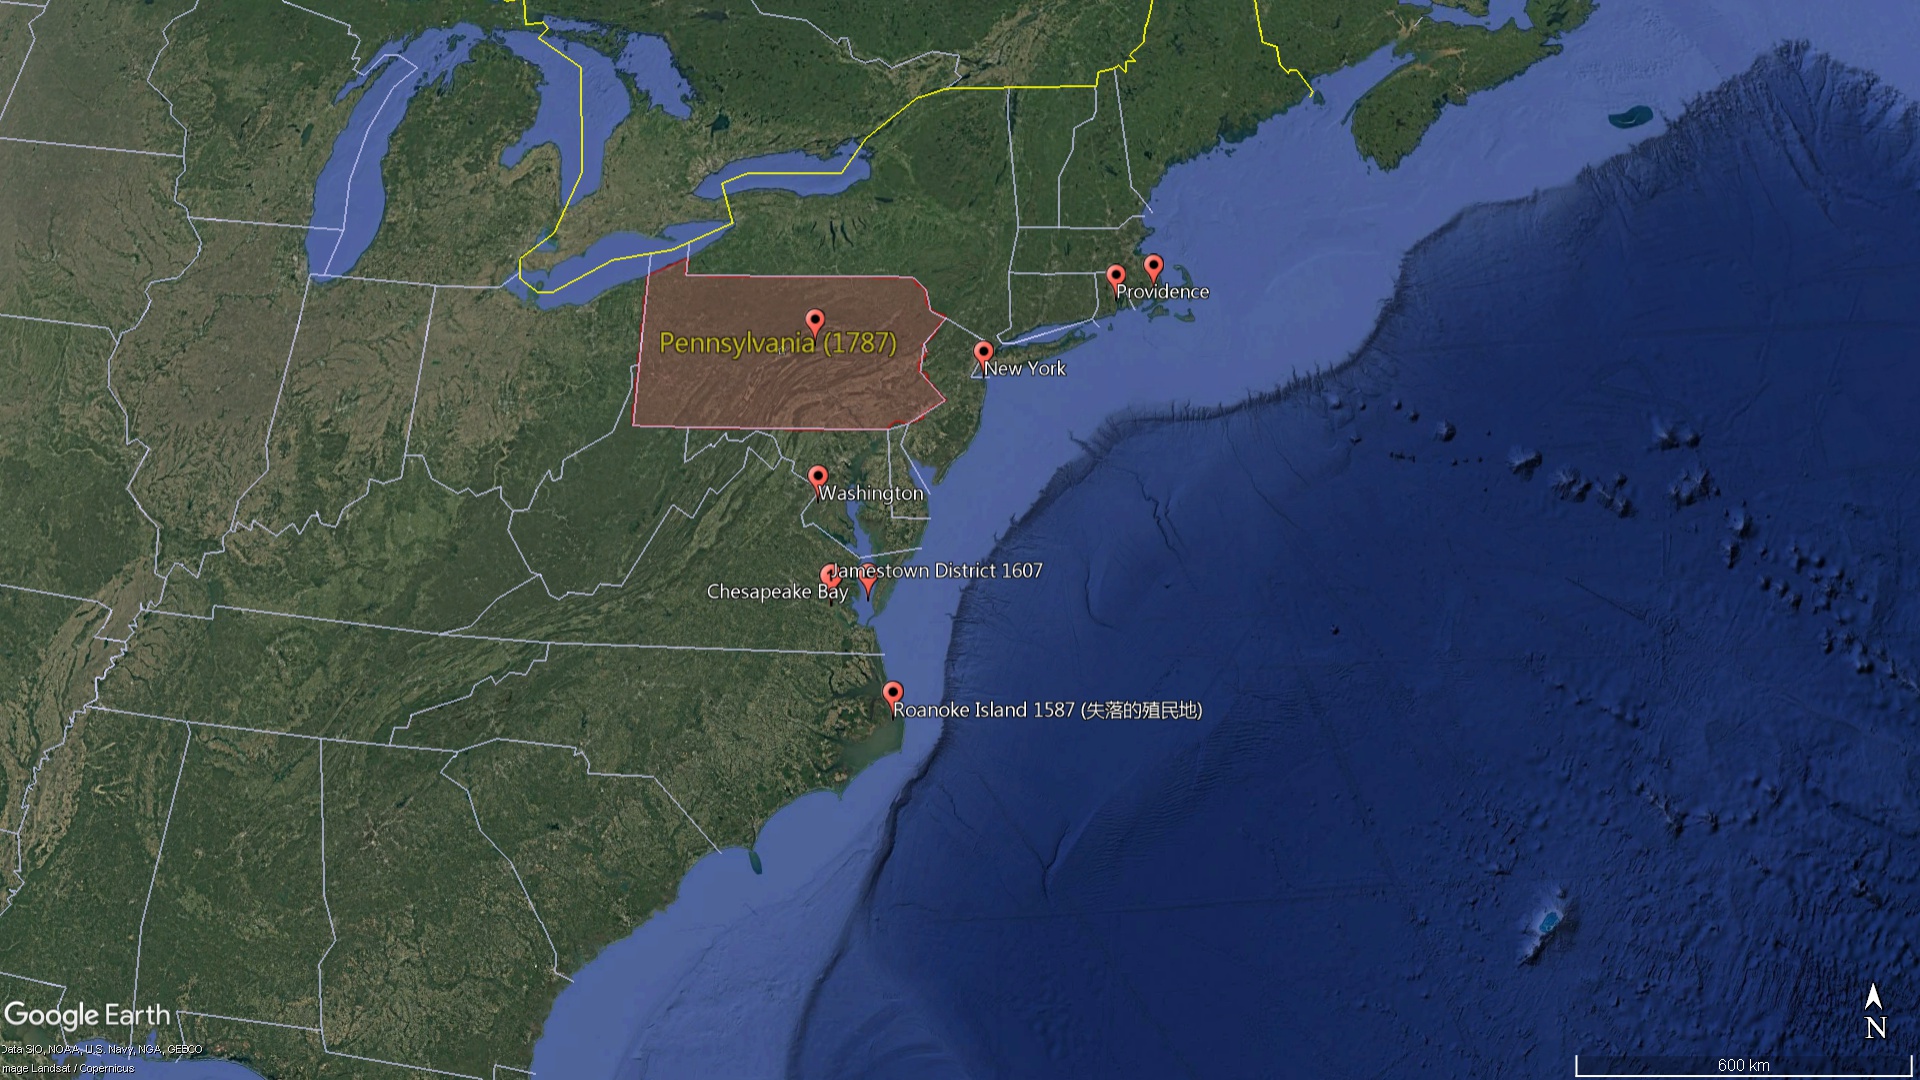 Providence
Pennsylvania (1787)
New York
Washington
Jamestown District 1607
Chesapeake Bay
Roanoke Island 1587 (失落的殖民地)
Google Earth
Data SIO, NOAA, U.S. Navy, NGA, GEBCO
Image Landsat / Copernicus
N
600 km